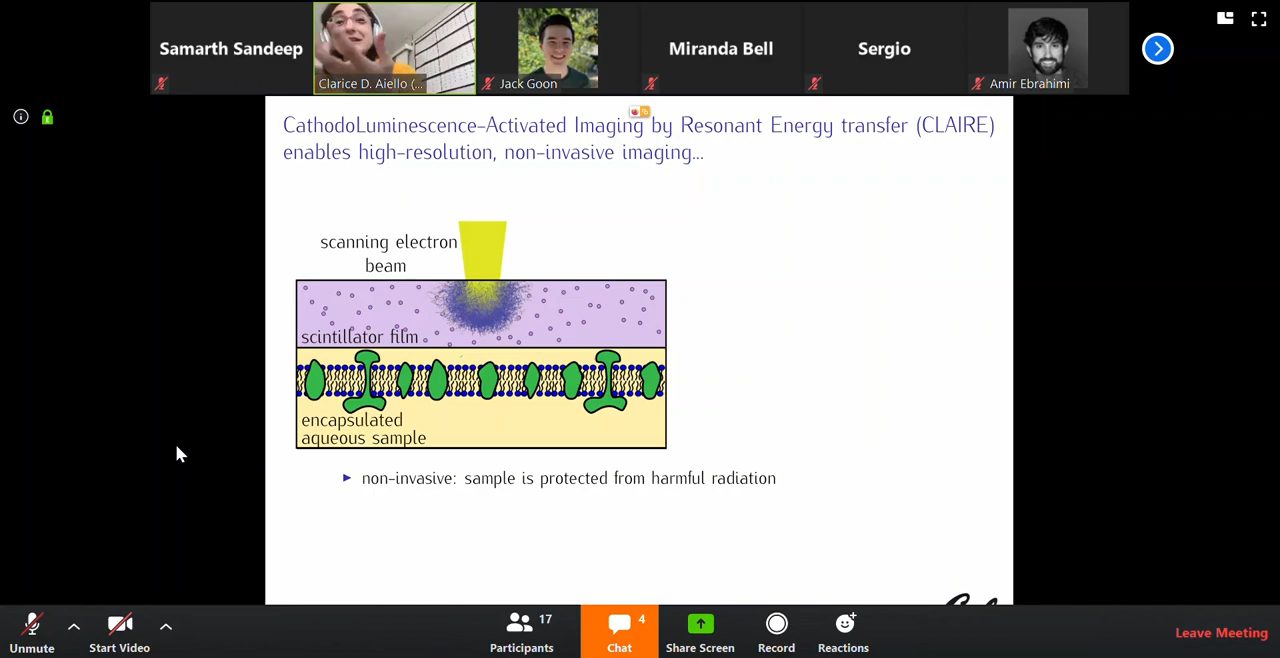 Samarth Sandeep
Clarice D. Aiello (...
Jack Goon
Miranda Bell
Sergio
Amir Ebrahimi
CathodoLuminescence-Activated Imaging by Resonant Energy transfer (CLAIRE)
enables high-resolution, non-invasive imaging...
scanning electron
beam
scintillator film
encapsulated
aqueous sample
► non-invasive: sample is protected from harmful radiation
Unmute
Start Video
17
Participants
4
Chat
Share Screen
Record
Reactions
Leave Meeting